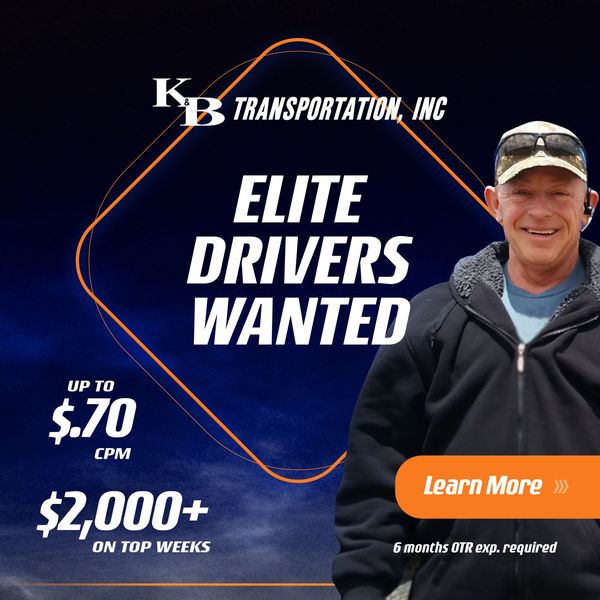 K&B TRANSPORTATION, INC
ELITE
DRIVERS
WANTED
UP TO
$.70
CPM
$2,000+
ON TOP WEEKS
Learn More
6 months OTR exp. required